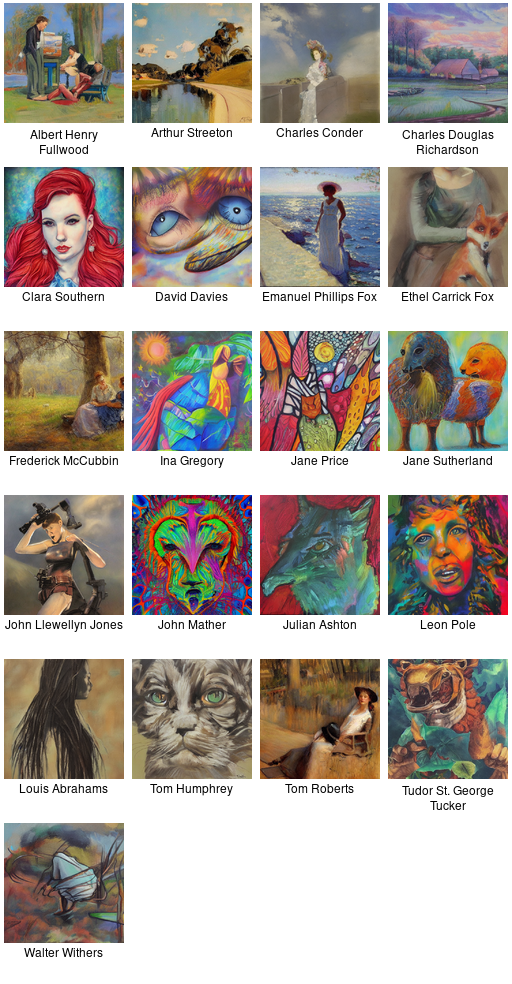 Albert Henry
Fullwood
Arthur Streeton
Charles Conder
Charles Douglas
Richardson
Clara Southern
David Davies
Emanuel Phillips Fox
Ethel Carrick Fox
Frederick McCubbin
Ina Gregory
Jane Price
Jane Sutherland
John Llewellyn Jones
John Mather
Julian Ashton
Leon Pole
Louis Abrahams
Tom Humphrey
Tom Roberts
Tudor St. George
Tucker
Walter Withers